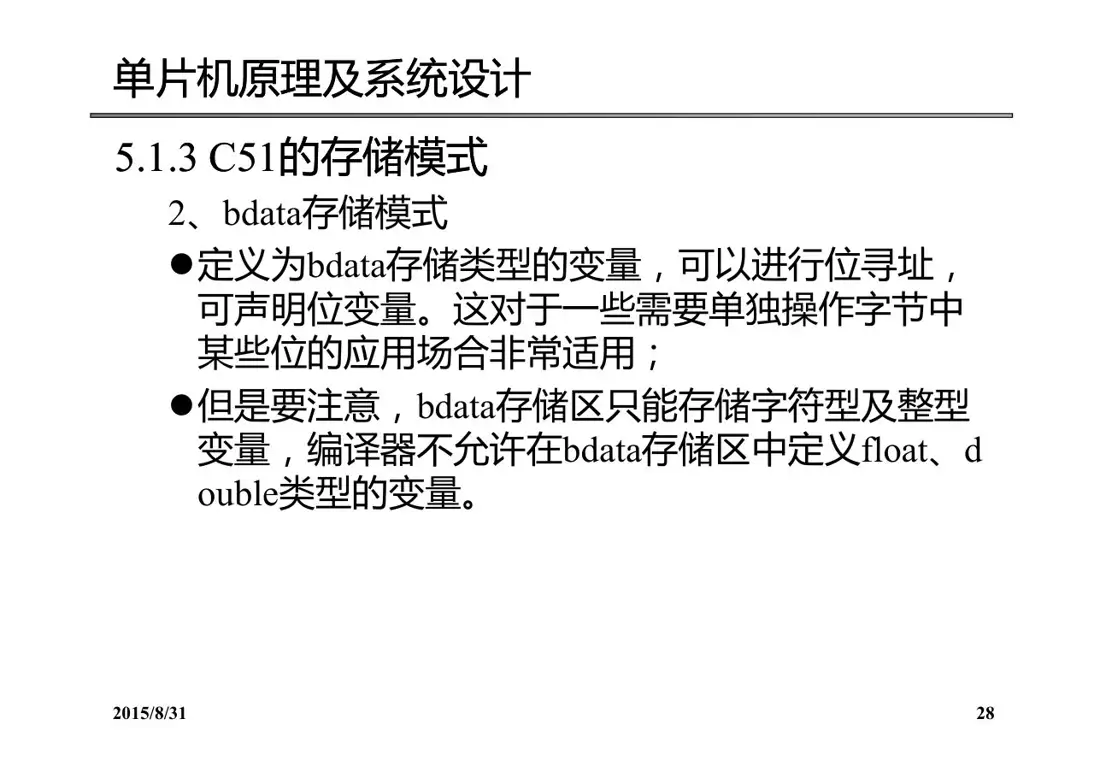 单片机原理及系统设计
5.1.3 C51的存储模式
2、bdata存储模式
●定义为bdata存储类型的变量，可以进行位寻址，
可声明位变量。这对于一些需要单独操作字节中
某些位的应用场合非常适用；
●但是要注意，bdata存储区只能存储字符型及整型
变量，编译器不允许在bdata存储区中定义float、d
ouble类型的变量。
2015/8/31
28